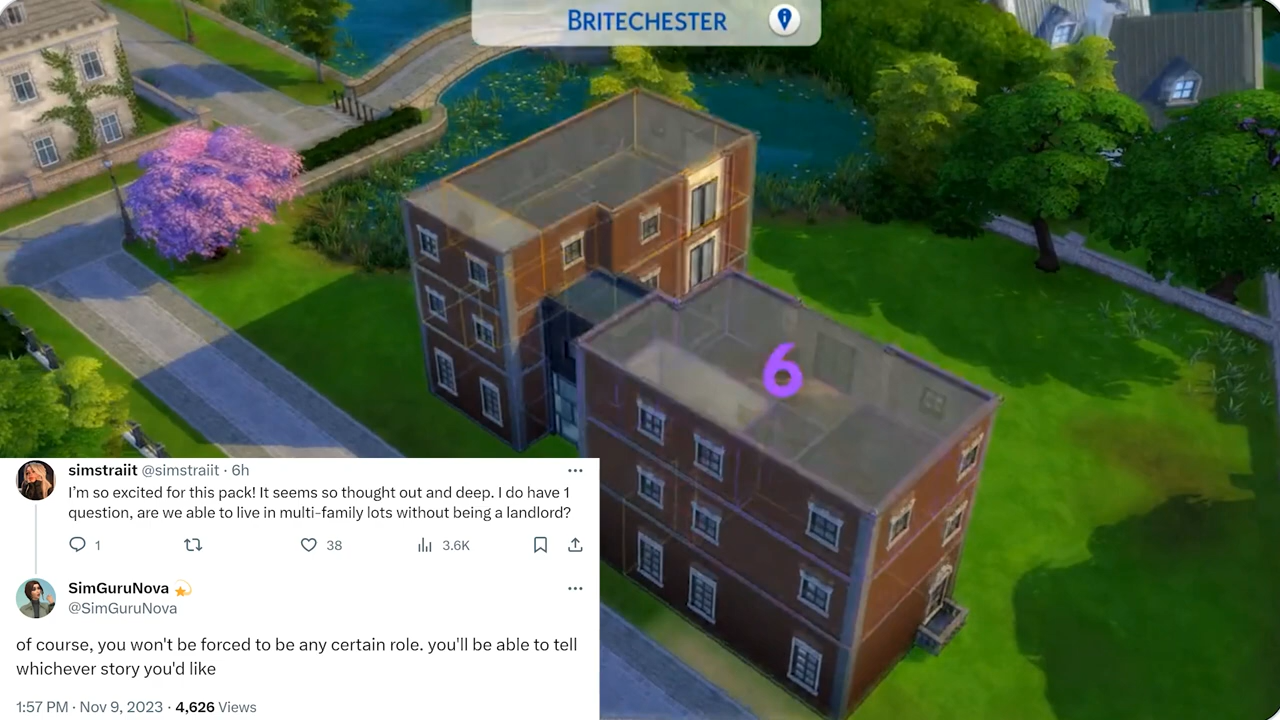 BRITECHESTER
6
simstraiit @simstraiit · 6h
I'm so excited for this pack! It seems so thought out and deep. I do have 1
question, are we able to live in multi-family lots without being a landlord?
1 38 3.6K
SimGuruNova 💫
@SimGuruNova
of course, you won't be forced to be any certain role. you'll be able to tell
whichever story you'd like
1:57 PM · Nov 9, 2023 · 4,626 Views